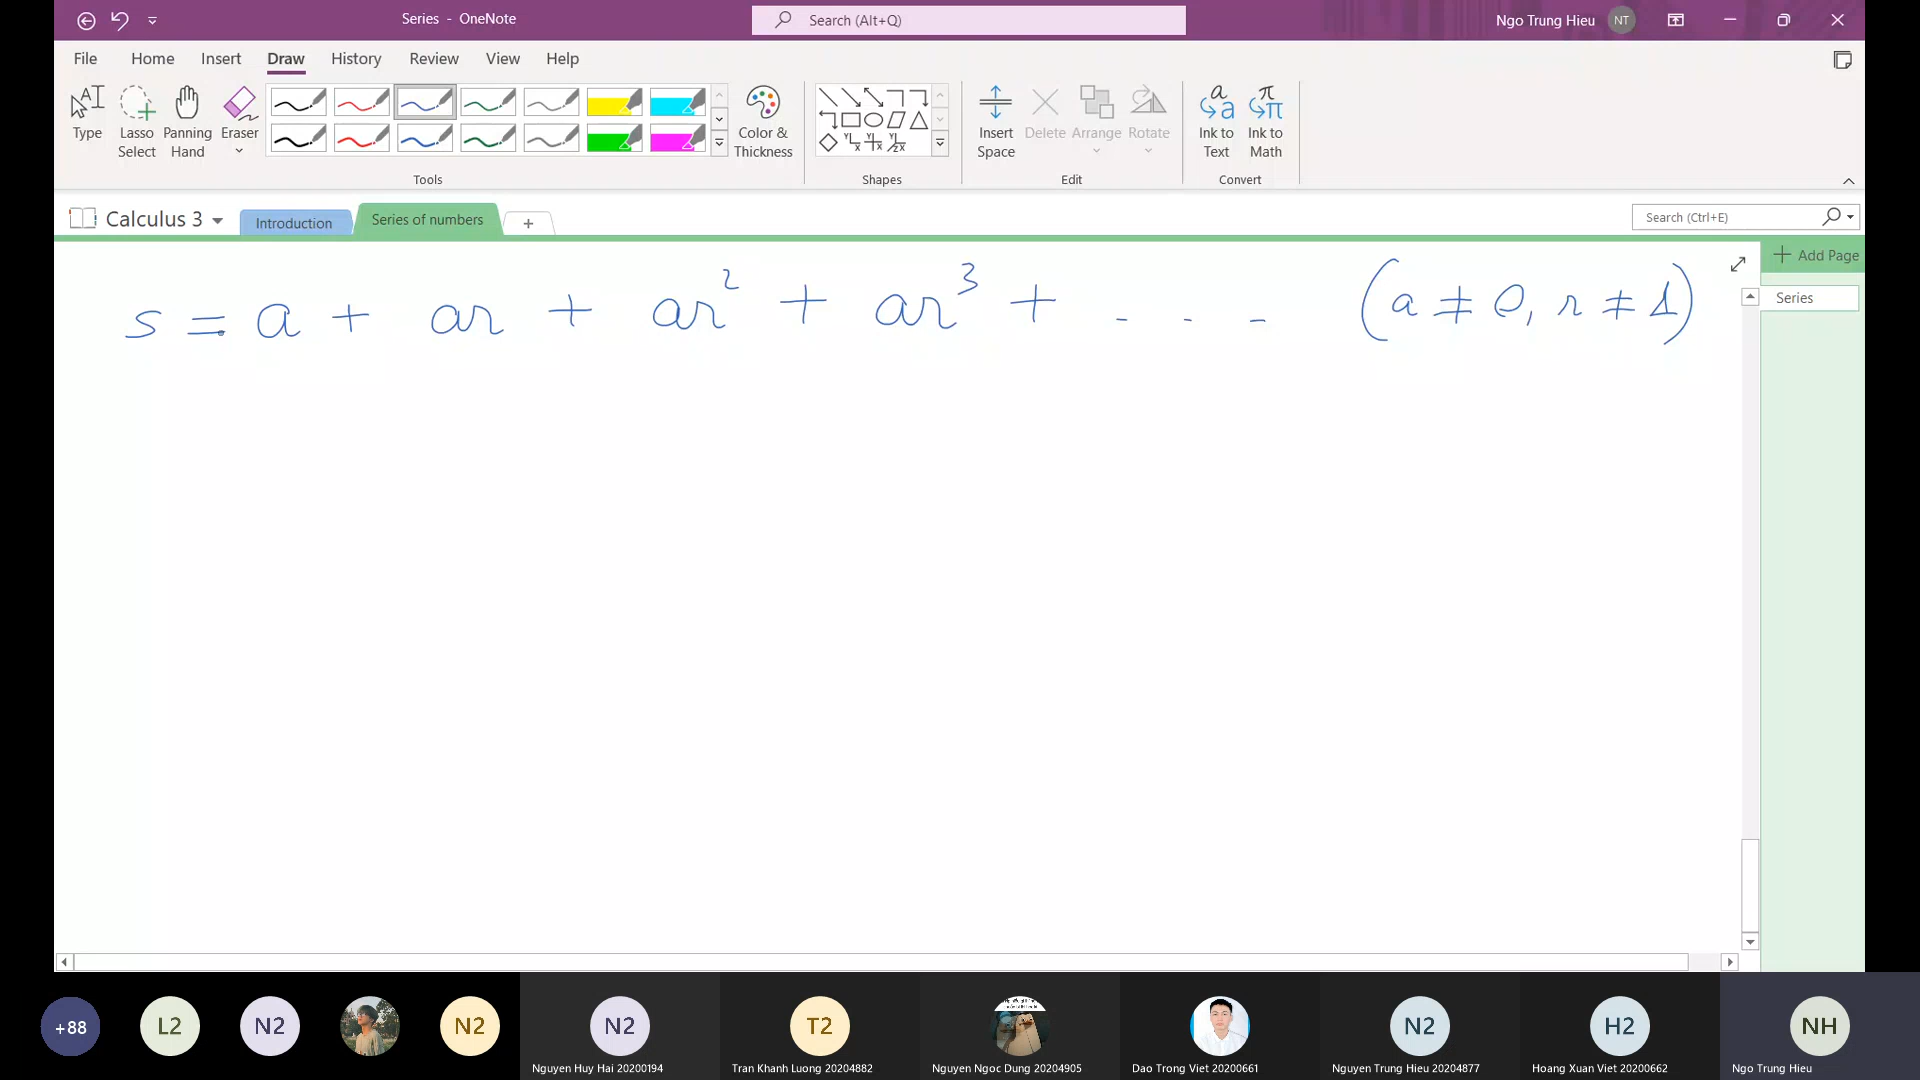 Series - OneNote
Search (Alt+Q)
Ngo Trung Hieu NT
File Home Insert Draw History Review View Help
Type
Lasso Select
Panning Hand
Eraser
Color & Thickness
Insert Space
Delete
Arrange
Rotate
Ink to Text
Ink to Math
Tools Shapes Edit Convert
Calculus 3 Introduction Series of numbers +
Search (Ctrl+E)
Add Page
Series
s = a + ar + ar² + ar³ + . . . (a ≠ 0, r ≠ 1)
+88 L2 N2 N2 N2 T2 N2 H2 NH
Nguyen Huy Hai 20200194 Tran Khanh Luong 20204882 Nguyen Ngoc Dung 20204905 Dao Trong Viet 20200661 Nguyen Trung Hieu 20204877 Hoang Xuan Viet 20200662 Ngo Trung Hieu